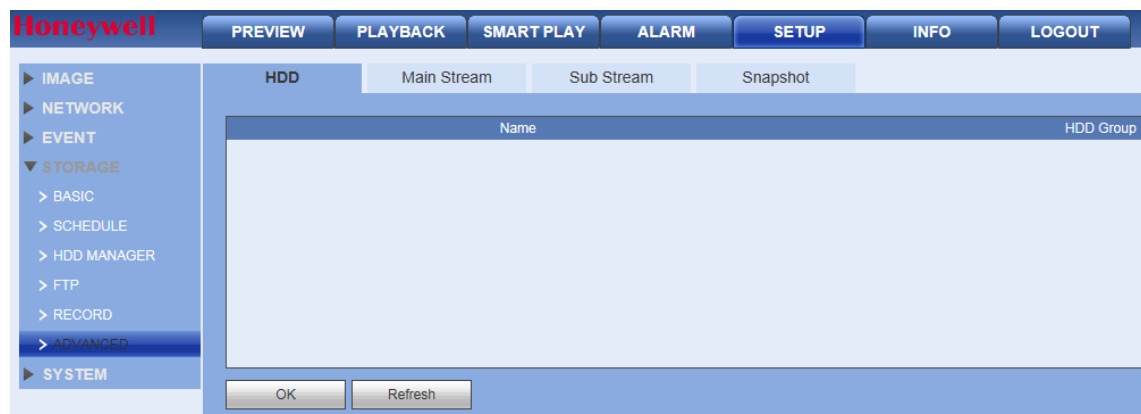 Honeywell
PREVIEW PLAYBACK SMART PLAY ALARM SETUP INFO LOGOUT
IMAGE
NETWORK
EVENT
STORAGE
> BASIC
> SCHEDULE
> HDD MANAGER
> FTP
> RECORD
> ADVANCED
SYSTEM
HDD Main Stream Sub Stream Snapshot
Name HDD Group
OK Refresh